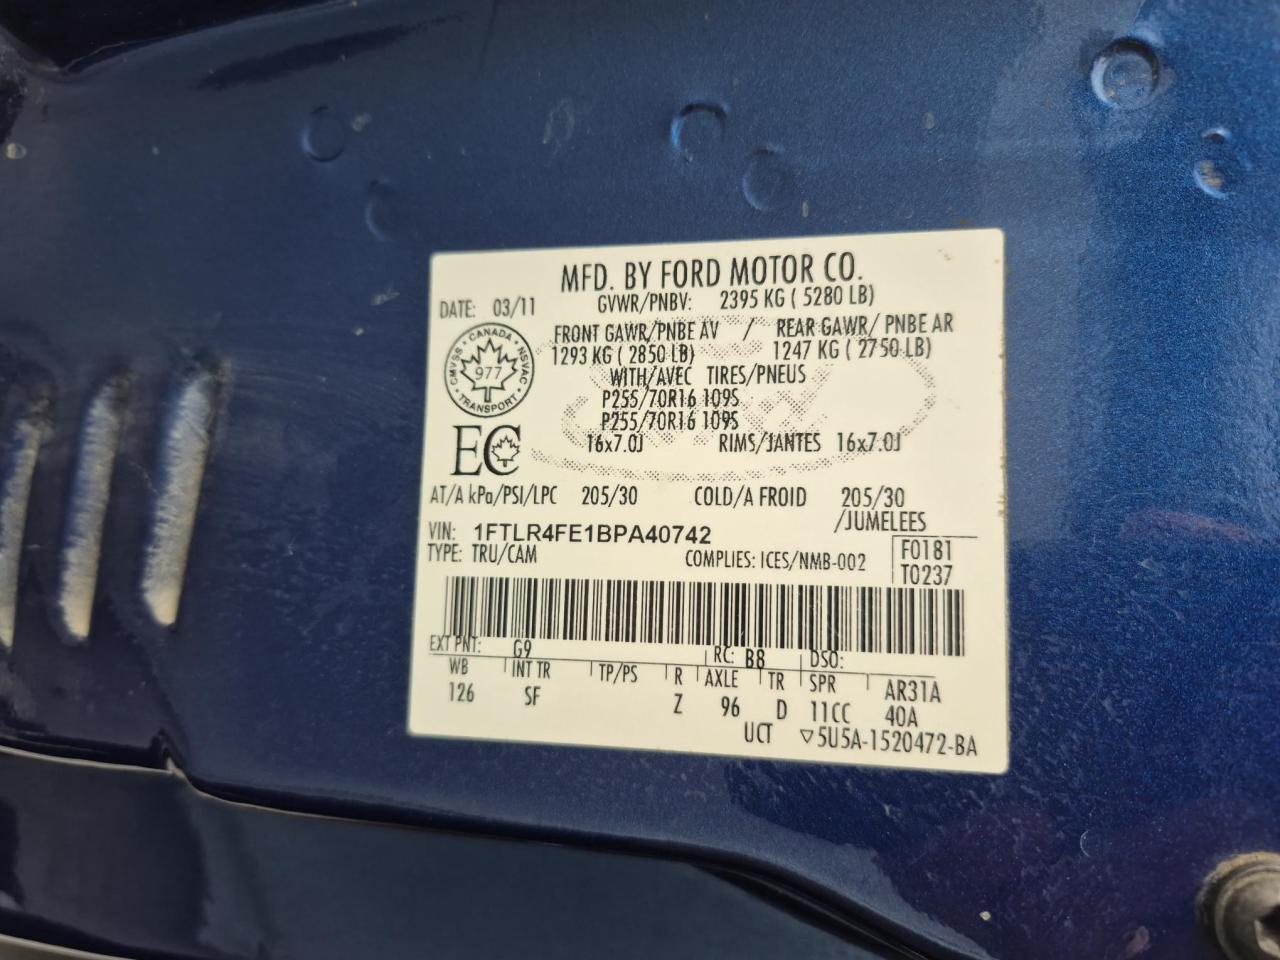 MFD. BY FORD MOTOR CO.
DATE: 03/11 GVWR/PNBV: 2395 KG ( 5280 LB)
FRONT GAWR/PNBE AV / REAR GAWR/ PNBE AR
1293 KG ( 2850 LB) 1247 KG ( 2750 LB)
CANADA
CMVSS NSVAC
977
TRANSPORT
WITH/AVEC TIRES/PNEUS
P255/70R16 109S
P255/70R16 109S
16x7.0J RIMS/JANTES 16x7.0J
EC
AT/A kPa/PSI/LPC 205/30 COLD/A FROID 205/30
/JUMELEES
VIN: 1FTLR4FE1BPA40742
TYPE: TRU/CAM COMPLIES: ICES/NMB-002
F0181
T0237
EXT PNT: G9 RC: B8 DSO:
WB INT TR TP/PS R AXLE TR SPR AR31A
126 SF Z 96 D 11CC 40A
UCT ▽5U5A-1520472-BA